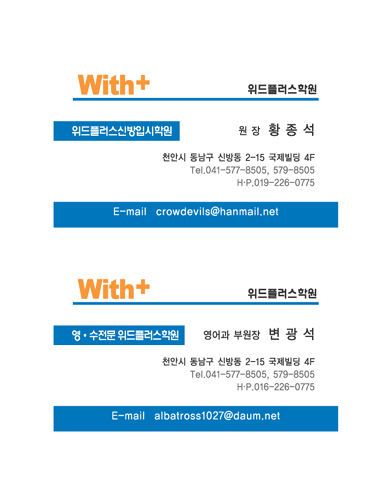 With+
위드플러스학원
위드플러스신방입시학원
원 장 황 종 석
천안시 동남구 신방동 2-15 국제빌딩 4F
Tel.041-577-8505, 579-8505
H·P.019-226-0775
E-mail crowdevils@hanmail.net
With+
위드플러스학원
영·수전문 위드플러스학원
영어과 부원장 변 광 석
천안시 동남구 신방동 2-15 국제빌딩 4F
Tel.041-577-8505, 579-8505
H·P.016-226-0775
E-mail albatross1027@daum.net